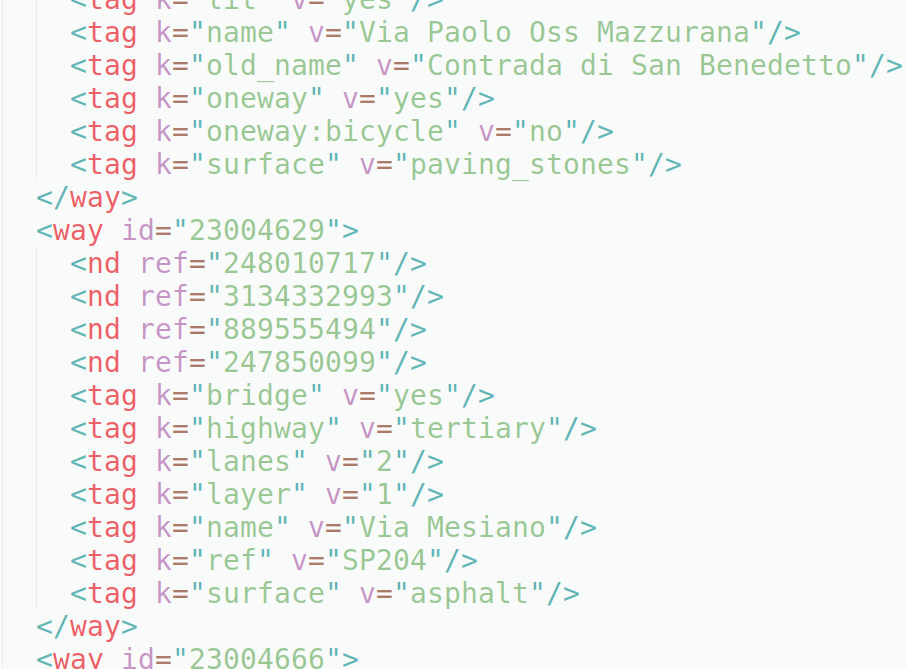 <tag k="lit" v="yes"/>
<tag k="name" v="Via Paolo Oss Mazzurana"/>
<tag k="old_name" v="Contrada di San Benedetto"/>
<tag k="oneway" v="yes"/>
<tag k="oneway:bicycle" v="no"/>
<tag k="surface" v="paving_stones"/>
</way>
<way id="23004629">
<nd ref="248010717"/>
<nd ref="3134332993"/>
<nd ref="889555494"/>
<nd ref="247850099"/>
<tag k="bridge" v="yes"/>
<tag k="highway" v="tertiary"/>
<tag k="lanes" v="2"/>
<tag k="layer" v="1"/>
<tag k="name" v="Via Mesiano"/>
<tag k="ref" v="SP204"/>
<tag k="surface" v="asphalt"/>
</way>
<way id="23004666">